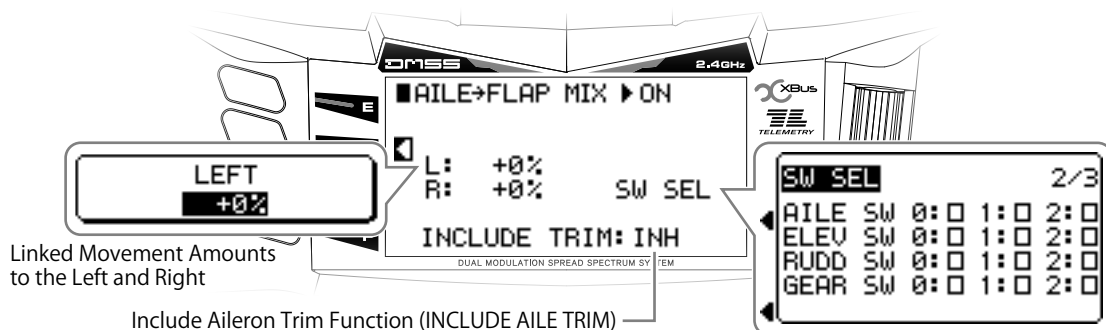 DMSS 2.4GHz
■AILE→FLAP MIX ▶ON
XBus
TELEMETRY
E
L: +0%
R: +0%
SW SEL
INCLUDE TRIM: INH
DUAL MODULATION SPREAD SPECTRUM
LEFT
+0%
Linked Movement Amounts
to the Left and Right
Include Aileron Trim Function (INCLUDE AILE TRIM)
SW SEL 2/3
AILE SW 0:□ 1:□ 2:□
ELEV SW 0:□ 1:□ 2:□
RUDD SW 0:□ 1:□ 2:□
GEAR SW 0:□ 1:□ 2:□